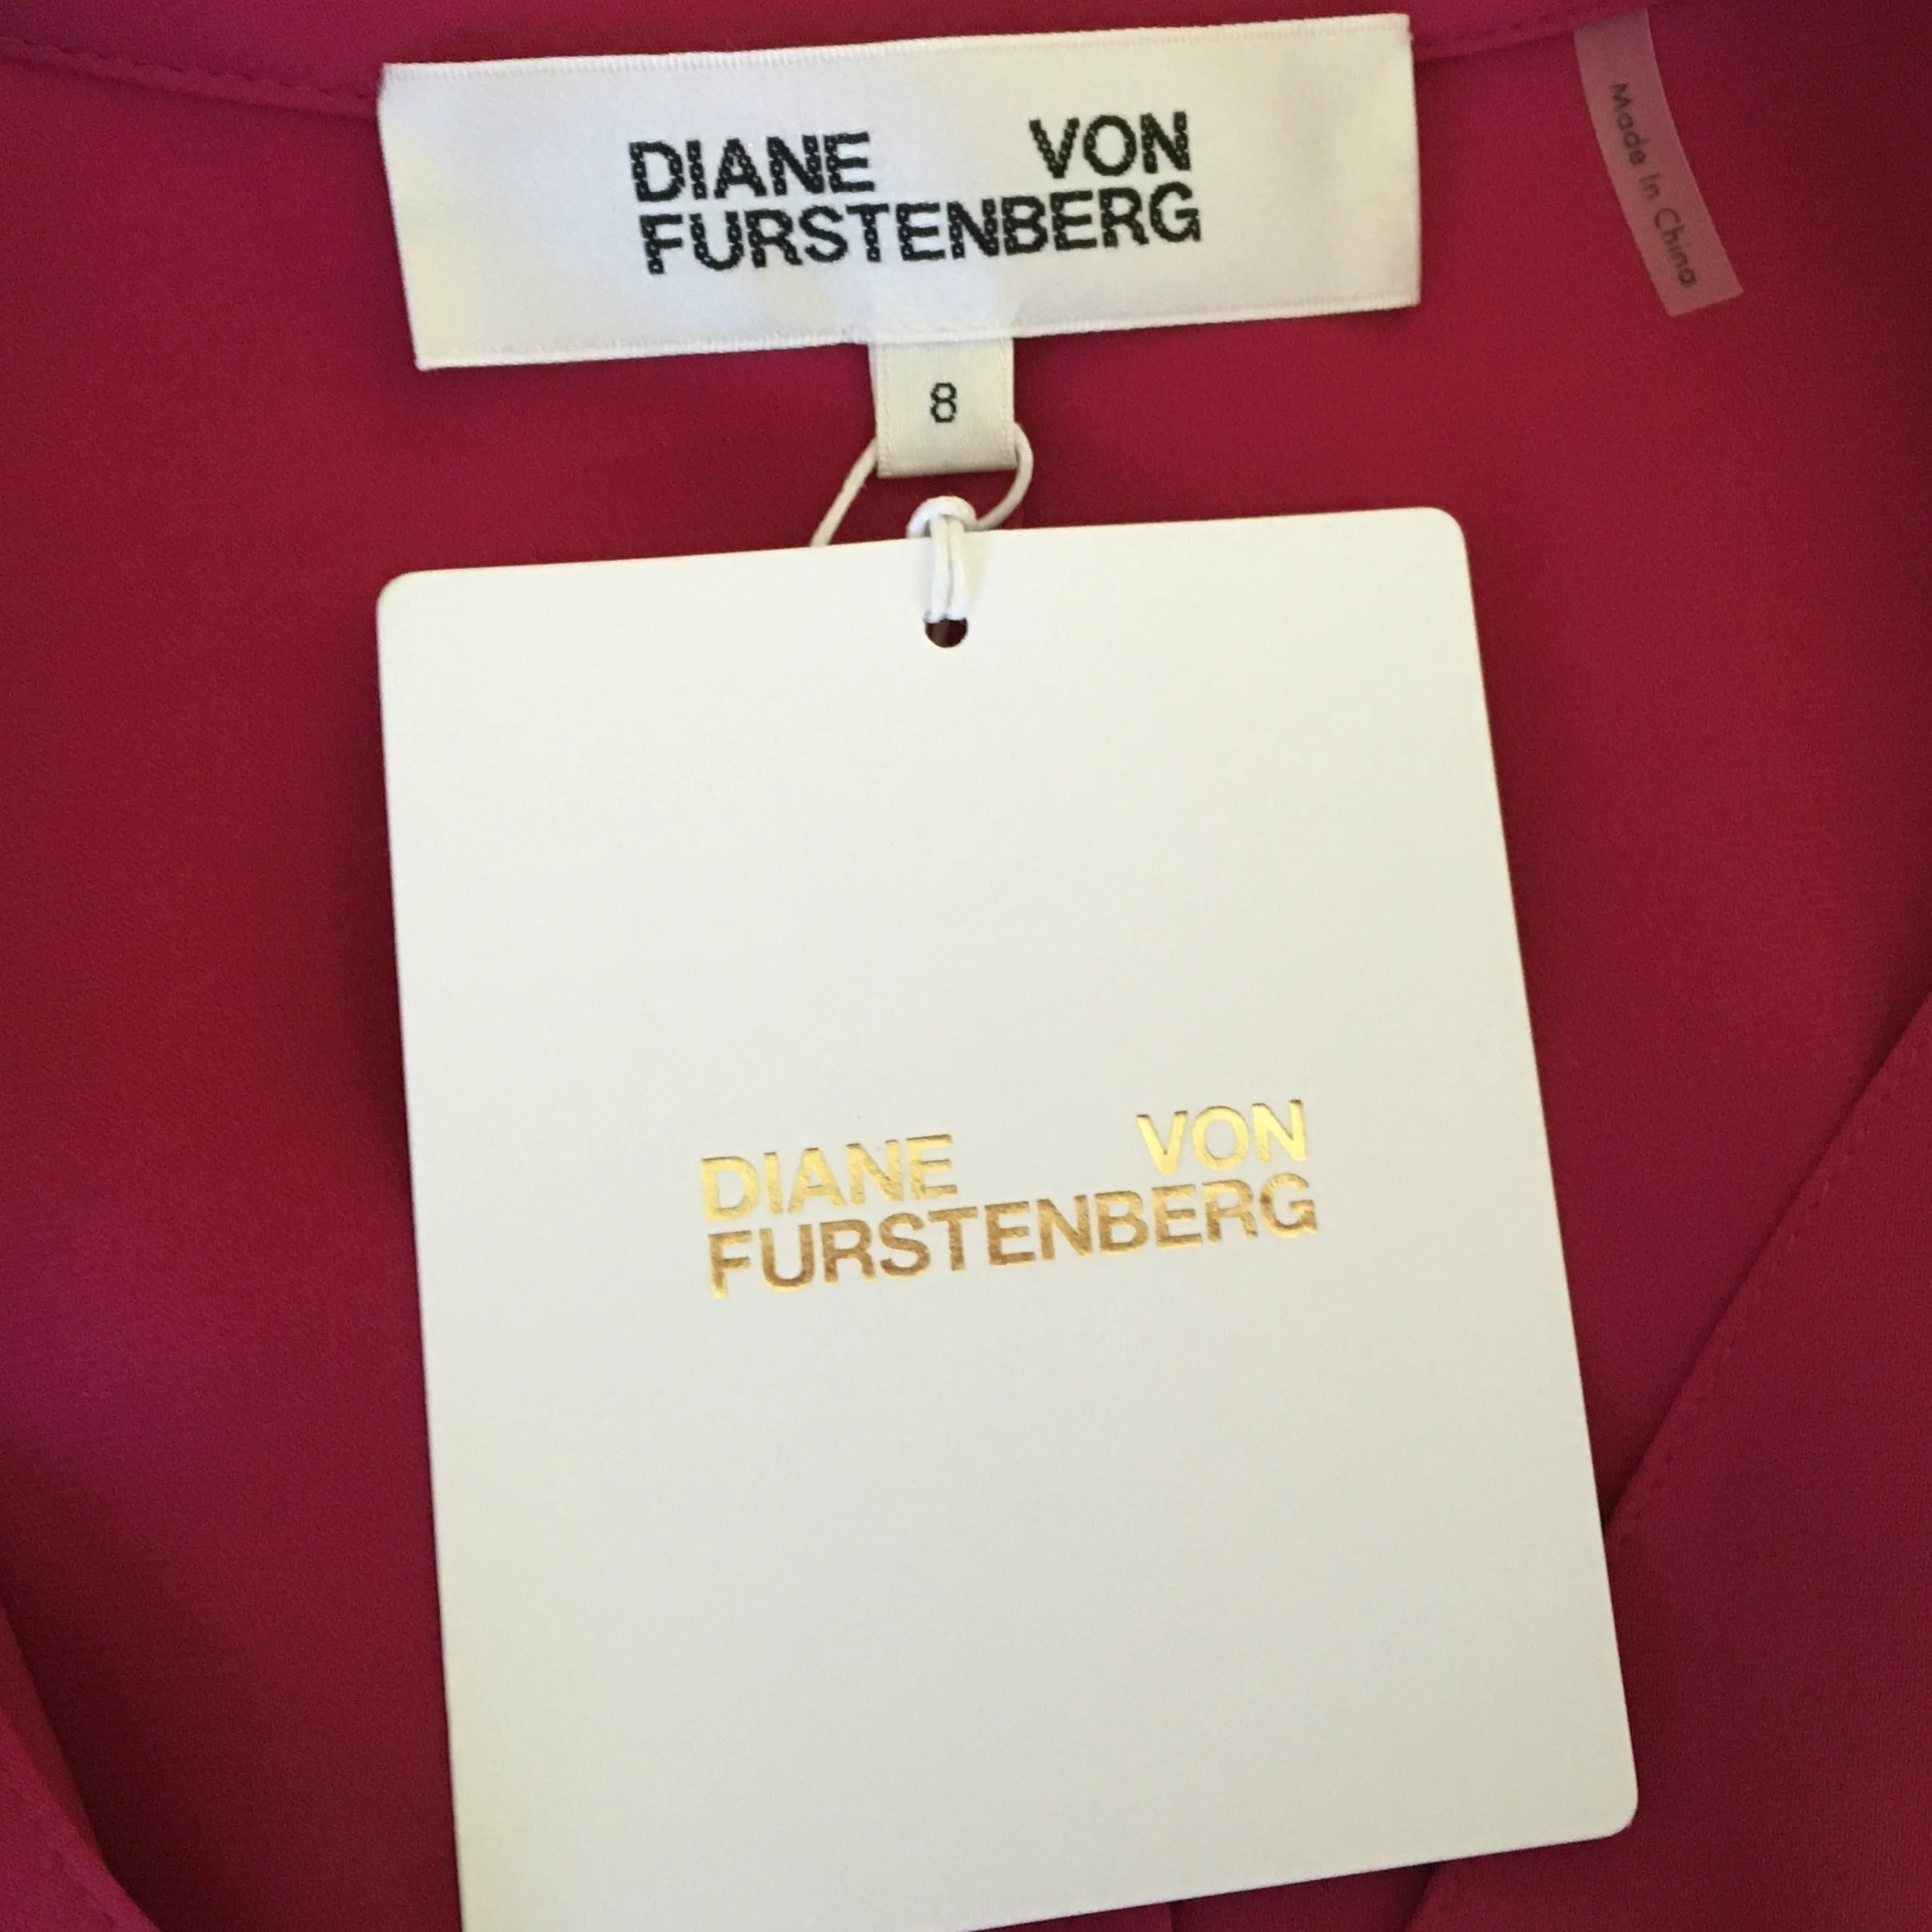 DIANE VON
FURSTENBERG
Made In China
8
DIANE VON
FURSTENBERG